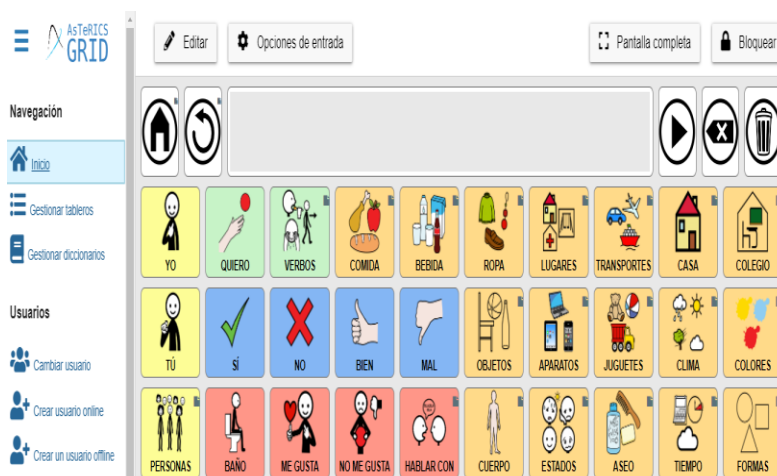 AsTeRICS
GRID
Editar
Opciones de entrada
Pantalla completa
Bloquear
Navegación
Inicio
Gestionar tableros
Gestionar diccionarios
Usuarios
Cambiar usuario
Crear usuario online
Crear un usuario offline
YO
QUIERO
VERBOS
COMIDA
BEBIDA
ROPA
LUGARES
TRANSPORTES
CASA
COLEGIO
TÚ
SÍ
NO
BIEN
MAL
OBJETOS
APARATOS
JUGUETES
CLIMA
COLORES
PERSONAS
BAÑO
ME GUSTA
NO ME GUSTA
HABLAR CON
CUERPO
ESTADOS
ASEO
TIEMPO
FORMAS